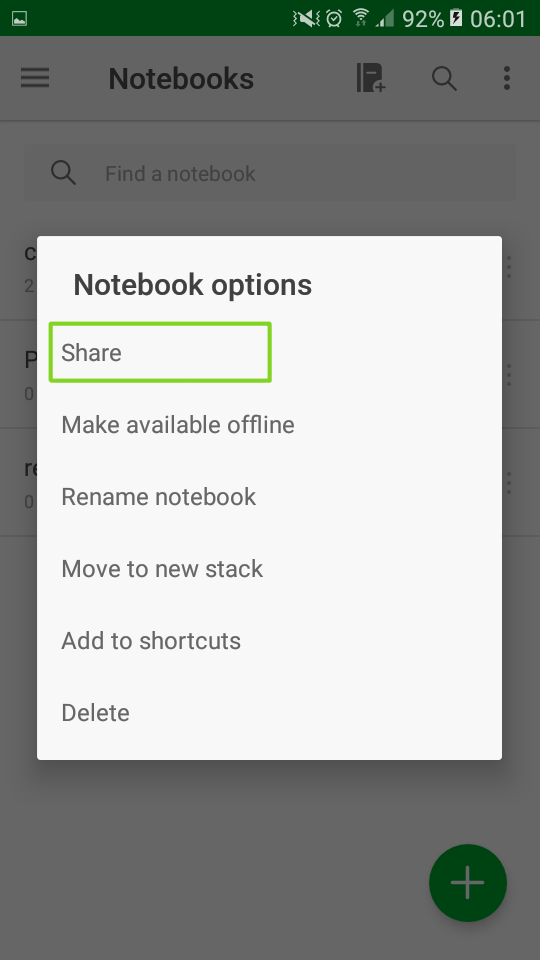 92% 06:01
Notebooks
Find a notebook
Notebook options
2
Share
P
0
Make available offline
Rename notebook
0
Move to new stack
Add to shortcuts
Delete